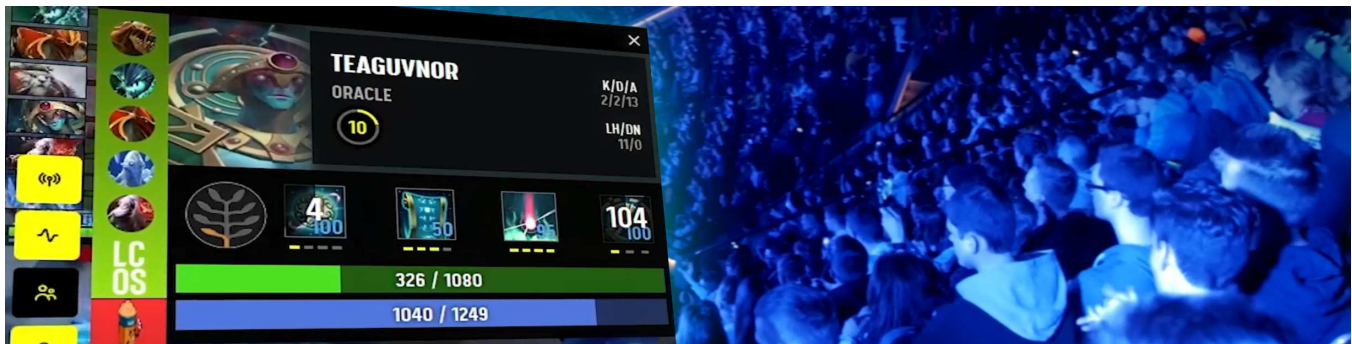 TEAGUVNOR
ORACLE
10
K/D/A
2/2/13
LH/DN
11/0
4
100
50
95
104
100
LC
OS
326 / 1080
1040 / 1249